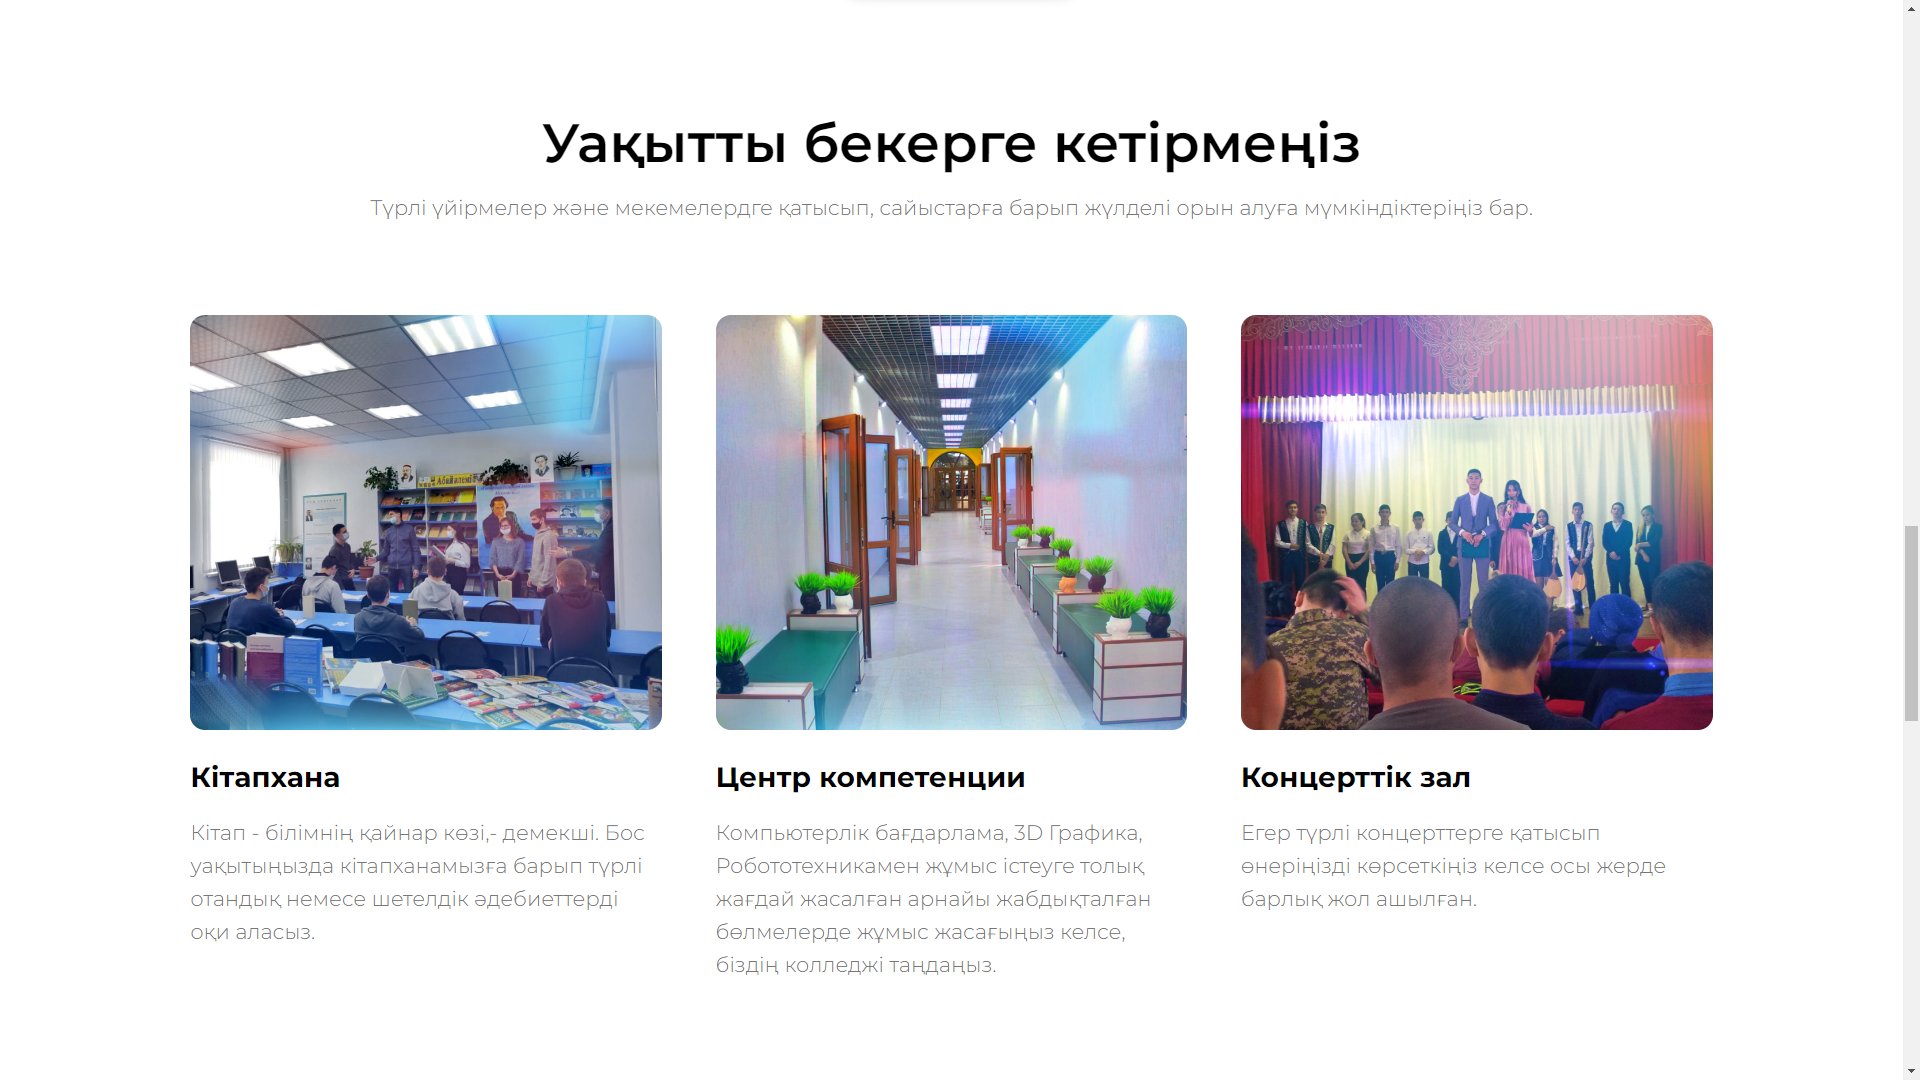 Уақытты бекерге кетірмеңіз
Түрлі үйірмелер және мекемелердге қатысып, сайыстарға барып жүлделі орын алуға мүмкіндіктеріңіз бар.
Абай әлемі
Кітапхана
Кітап - білімнің қайнар көзі,- демекші. Бос
уақытыңызда кітапханамызға барып түрлі
отандық немесе шетелдік әдебиеттерді
оқи аласыз.
Центр компетенции
Компьютерлік бағдарлама, 3D Графика,
Робототехникамен жұмыс істеуге толық
жағдай жасалған арнайы жабдықталған
бөлмелерде жұмыс жасағыңыз келсе,
біздің колледжі таңдаңыз.
Концерттік зал
Егер түрлі концерттерге қатысып
өнеріңізді көрсеткіңіз келсе осы жерде
барлық жол ашылған.